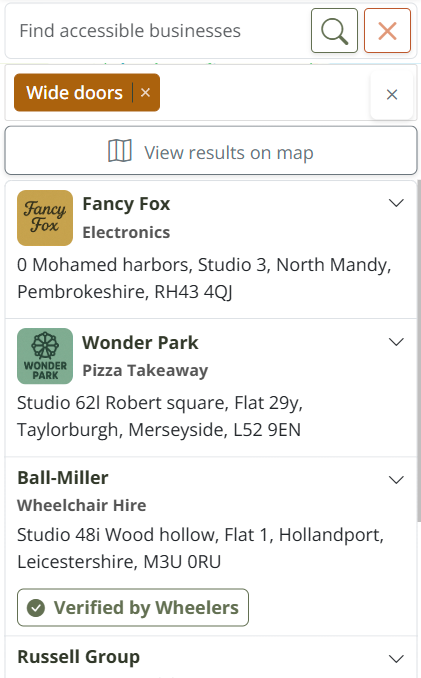 Find accessible businesses
Wide doors
View results on map
Fancy Fox
Fancy
Fox
Electronics
0 Mohamed harbors, Studio 3, North Mandy,
Pembrokeshire, RH43 4QJ
WONDER
PARK
Wonder Park
Pizza Takeaway
Studio 62l Robert square, Flat 29y,
Taylorburgh, Merseyside, L52 9EN
Ball-Miller
Wheelchair Hire
Studio 48i Wood hollow, Flat 1, Hollandport,
Leicestershire, M3U 0RU
Verified by Wheelers
Russell Group